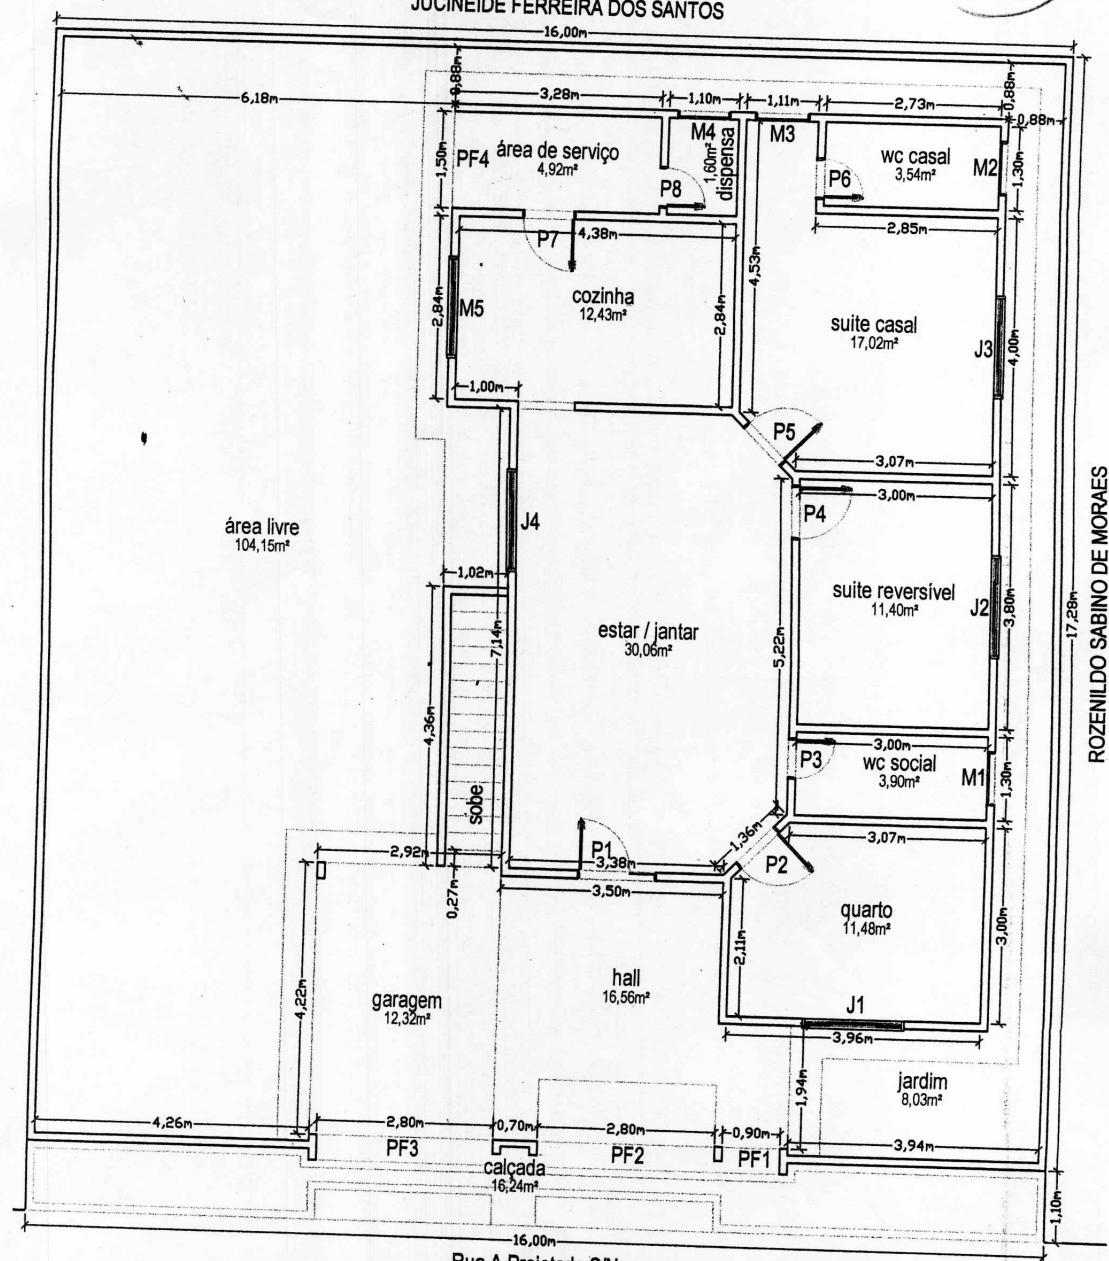 JUCINEIDE FERREIRA DOS SANTOS
16,00m
6,18m
0,88m
3,28m
1,10m
1,11m
2,73m
0,88m
0,88m
1,50m
PF4
área de serviço
4,92m²
M4
1,60m²
dispensa
P8
M3
wc casal
3,54m²
P6
M2
1,30m
2,85m
P7
4,38m
4,53m
cozinha
12,43m²
2,84m
M5
2,84m
suite casal
17,02m²
J3
4,00m
1,00m
P5
3,07m
3,00m
P4
J4
área livre
104,15m²
1,02m
suite reversível
11,40m²
J2
3,80m
17,28m
ROZENILDO SABINO DE MORAES
estar / jantar
30,06m²
7,14m
5,22m
4,36m
sobe
3,00m
P3
wc social
3,90m²
M1
1,30m
1,36m
3,07m
P1
3,38m
P2
2,92m
0,27m
3,50m
quarto
11,48m²
2,11m
3,00m
hall
16,56m²
garagem
12,32m²
4,22m
J1
3,96m
1,94m
jardim
8,03m²
4,26m
2,80m
0,70m
2,80m
0,90m
3,94m
PF3
PF2
PF1
calçada
16,24m²
1,10m
16,00m